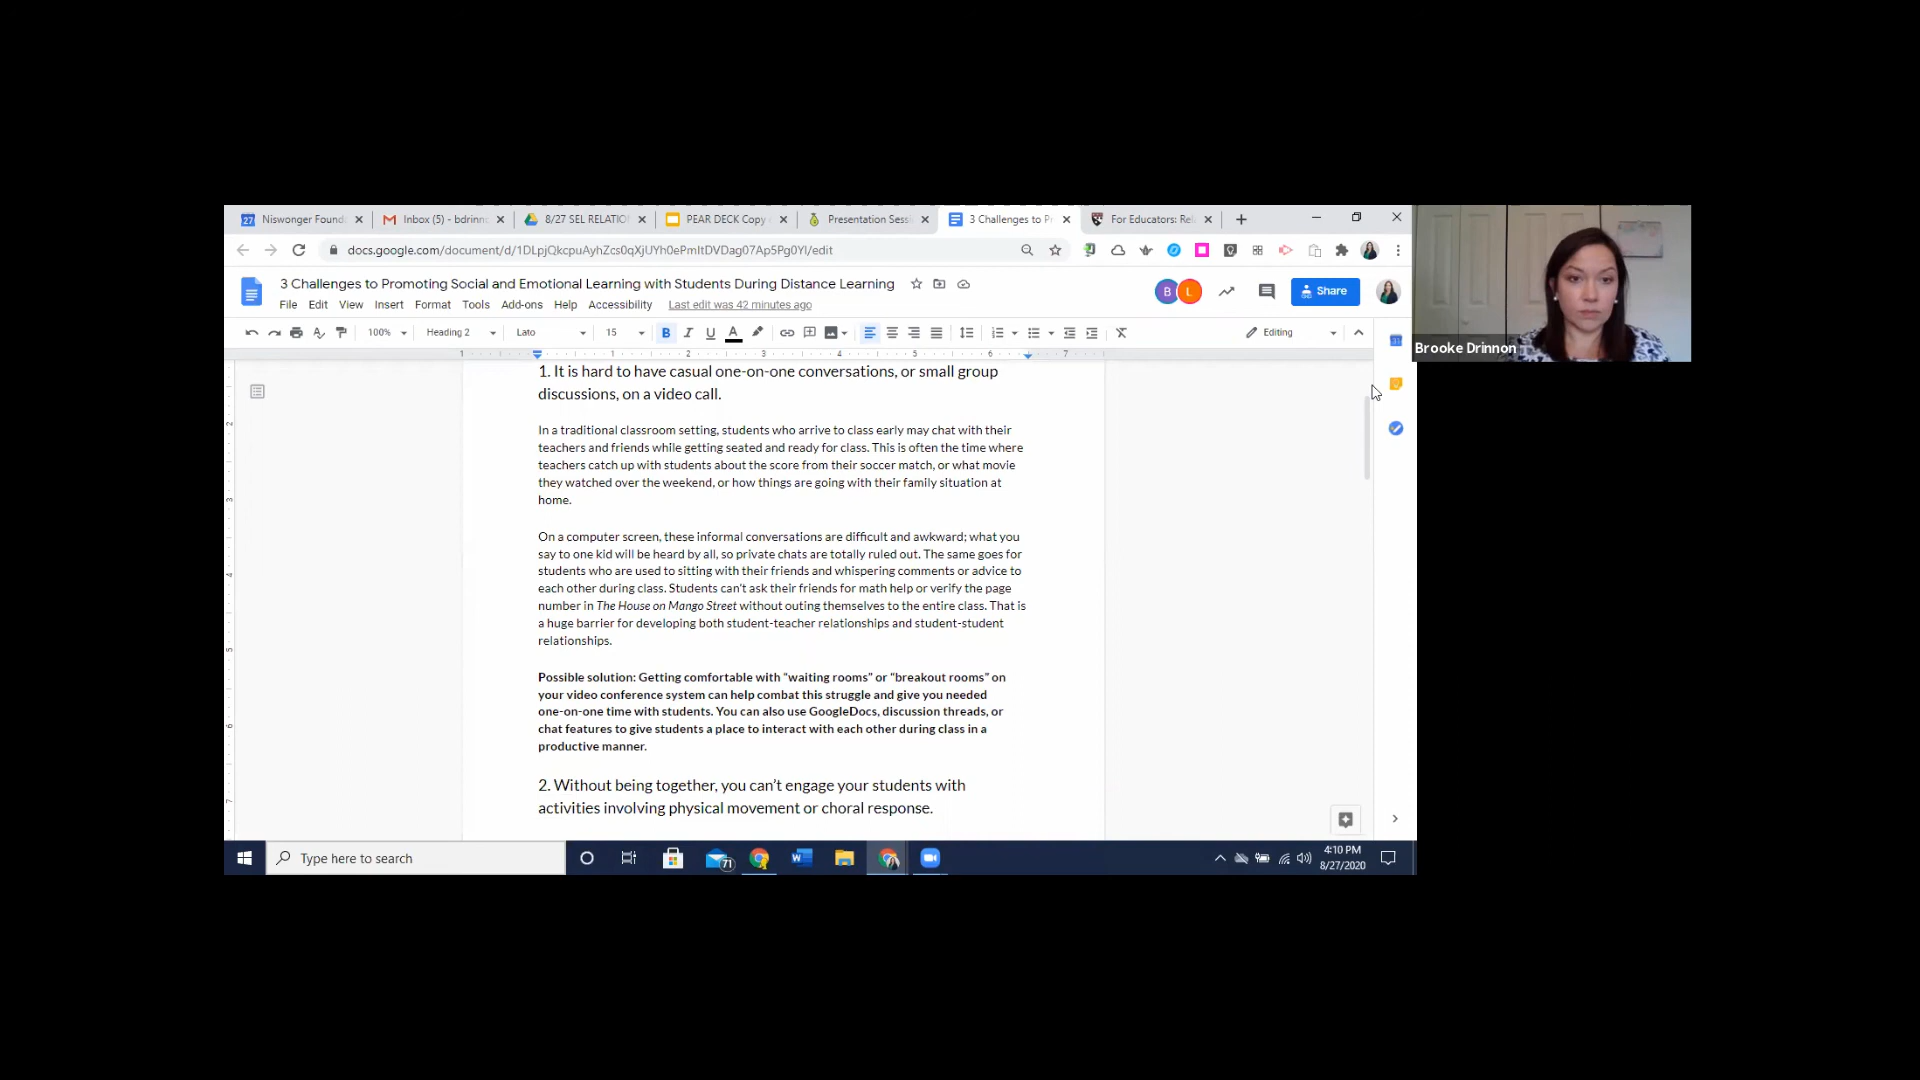 Niswonger Found
Inbox (5) - bdrinn
8/27 SEL RELATIO
PEAR DECK Copy
Presentation Sess
3 Challenges to Pr
For Educators: Rel
docs.google.com/document/d/1DLpjQkcpuAyhZcs0qXjUYh0ePmItDVDag07Ap5Pg0YI/edit
3 Challenges to Promoting Social and Emotional Learning with Students During Distance Learning
File Edit View Insert Format Tools Add-ons Help Accessibility Last edit was 42 minutes ago
B L Share
100% Heading 2 Lato 15 B I U A Editing
1 1 2 3 4 5 6 7
1. It is hard to have casual one-on-one conversations, or small group
discussions, on a video call.
In a traditional classroom setting, students who arrive to class early may chat with their
teachers and friends while getting seated and ready for class. This is often the time where
teachers catch up with students about the score from their soccer match, or what movie
they watched over the weekend, or how things are going with their family situation at
home.
On a computer screen, these informal conversations are difficult and awkward; what you
say to one kid will be heard by all, so private chats are totally ruled out. The same goes for
students who are used to sitting with their friends and whispering comments or advice to
each other during class. Students can't ask their friends for math help or verify the page
number in The House on Mango Street without outing themselves to the entire class. That is
a huge barrier for developing both student-teacher relationships and student-student
relationships.
Possible solution: Getting comfortable with “waiting rooms” or “breakout rooms” on
your video conference system can help combat this struggle and give you needed
one-on-one time with students. You can also use GoogleDocs, discussion threads, or
chat features to give students a place to interact with each other during class in a
productive manner.
2. Without being together, you can’t engage your students with
activities involving physical movement or choral response.
Brooke Drinnon
Type here to search
71
4:10 PM
8/27/2020